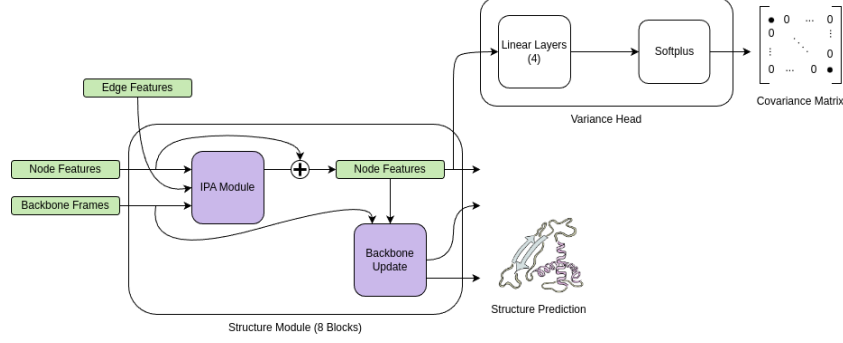 Linear Layers
(4)
Softplus
0 ... 0
0 ⋱ ⋮
⋮ 0
0 ... 0
Covariance Matrix
Variance Head
Edge Features
Node Features
IPA Module
+
Node Features
Backbone Frames
Backbone
Update
Structure Prediction
Structure Module (8 Blocks)